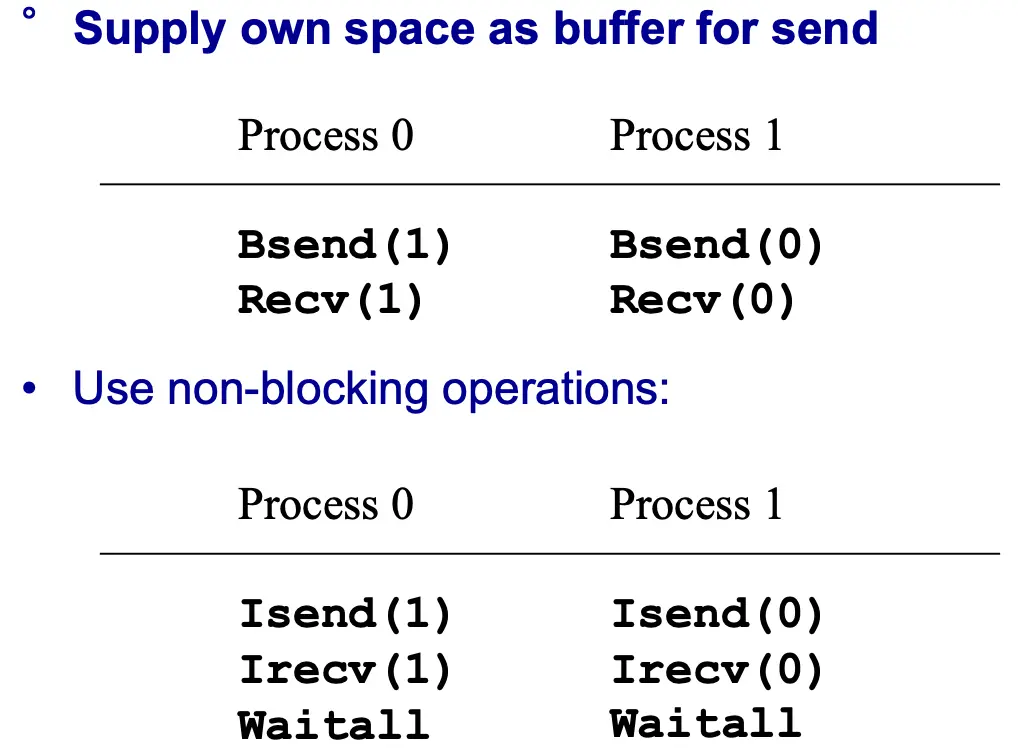 ° Supply own space as buffer for send
Process 0 Process 1
Bsend(1) Bsend(0)
Recv(1) Recv(0)
• Use non-blocking operations:
Process 0 Process 1
Isend(1) Isend(0)
Irecv(1) Irecv(0)
Waitall Waitall